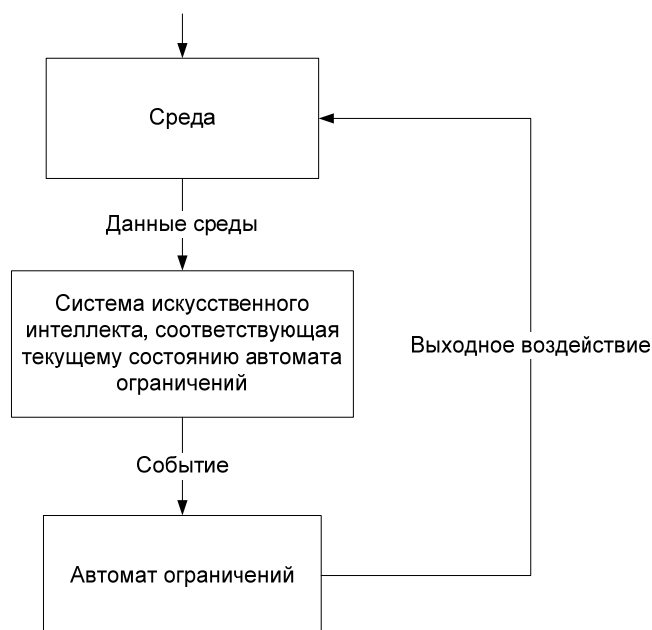 Среда
Данные среды
Система искусственного
интеллекта, соответствующая
текущему состоянию автомата
ограничений
Выходное воздействие
Событие
Автомат ограничений